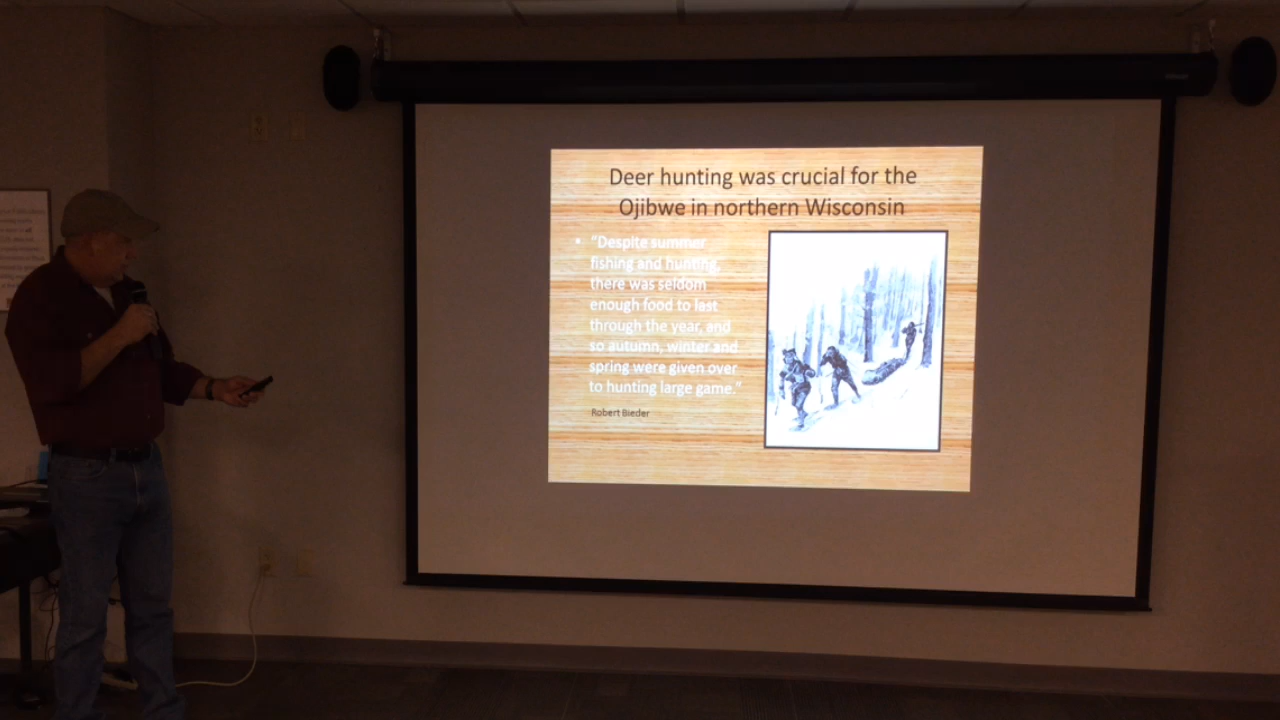 Deer hunting was crucial for the
Ojibwe in northern Wisconsin
• “Despite summer
fishing and hunting,
there was seldom
enough food to last
through the year, and
so autumn, winter and
spring were given over
to hunting large game.”
Robert Bieder